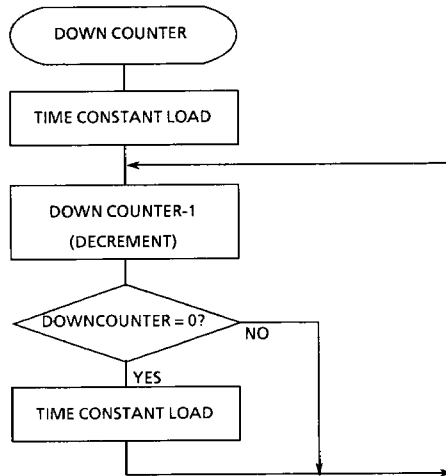 DOWN COUNTER
TIME CONSTANT LOAD
DOWN COUNTER-1
(DECREMENT)
DOWNCOUNTER = 0?
NO
YES
TIME CONSTANT LOAD